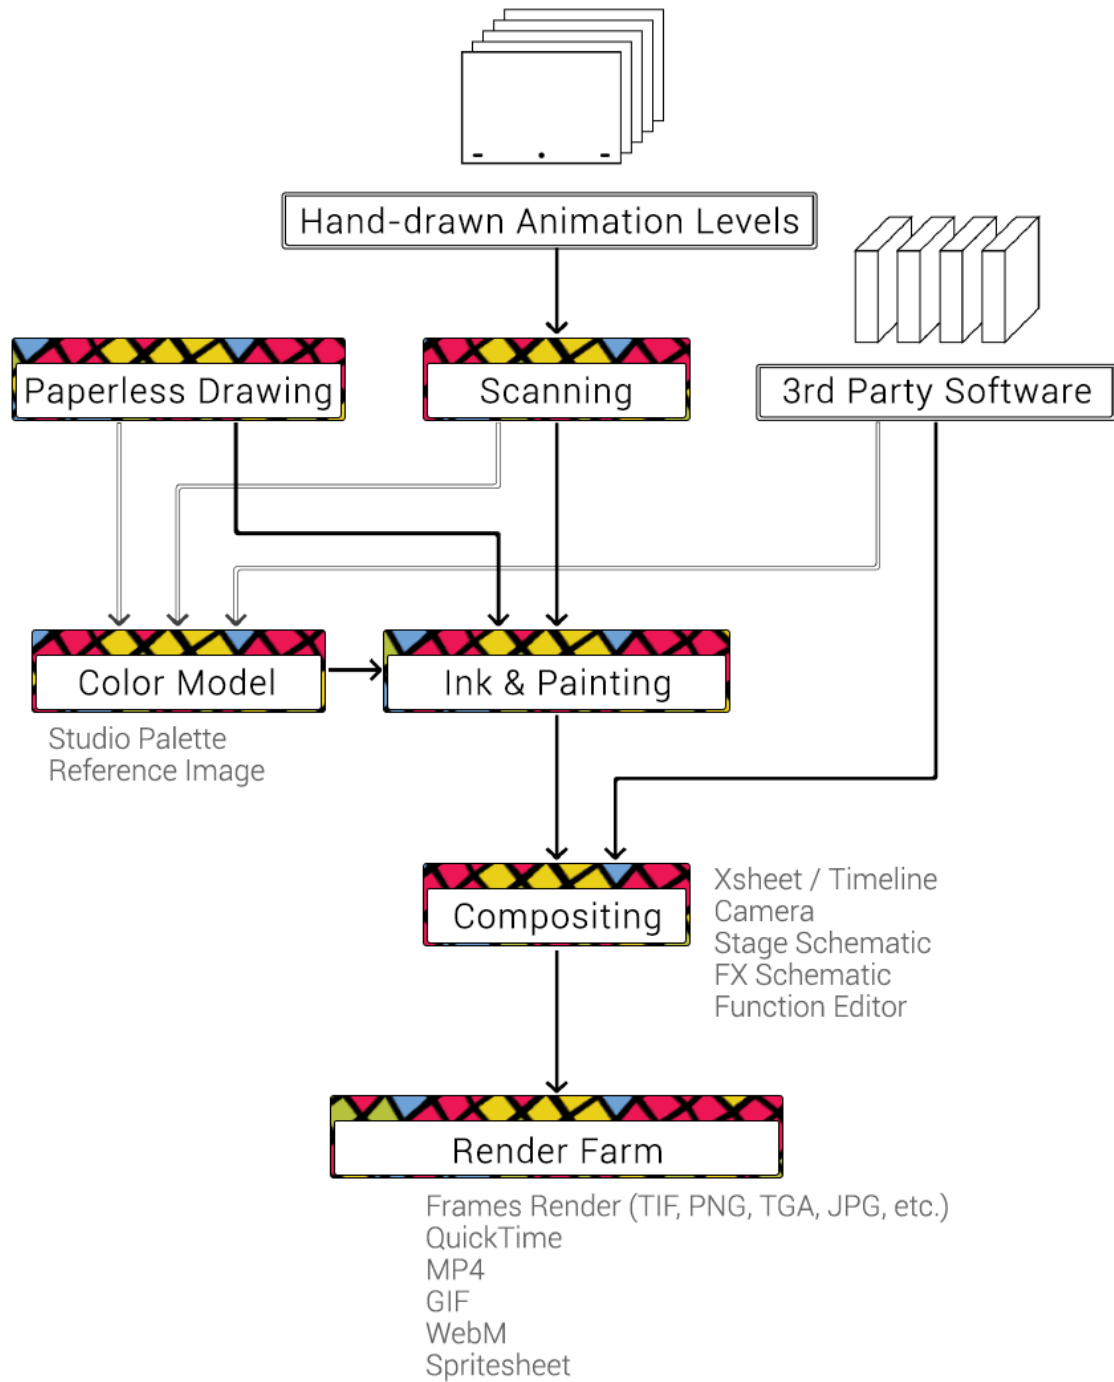 Hand-drawn Animation Levels
Paperless Drawing
Scanning
3rd Party Software
Color Model
Ink & Painting
Studio Palette
Reference Image
Compositing
Xsheet / Timeline
Camera
Stage Schematic
FX Schematic
Function Editor
Render Farm
Frames Render (TIF, PNG, TGA, JPG, etc.)
QuickTime
MP4
GIF
WebM
Spritesheet